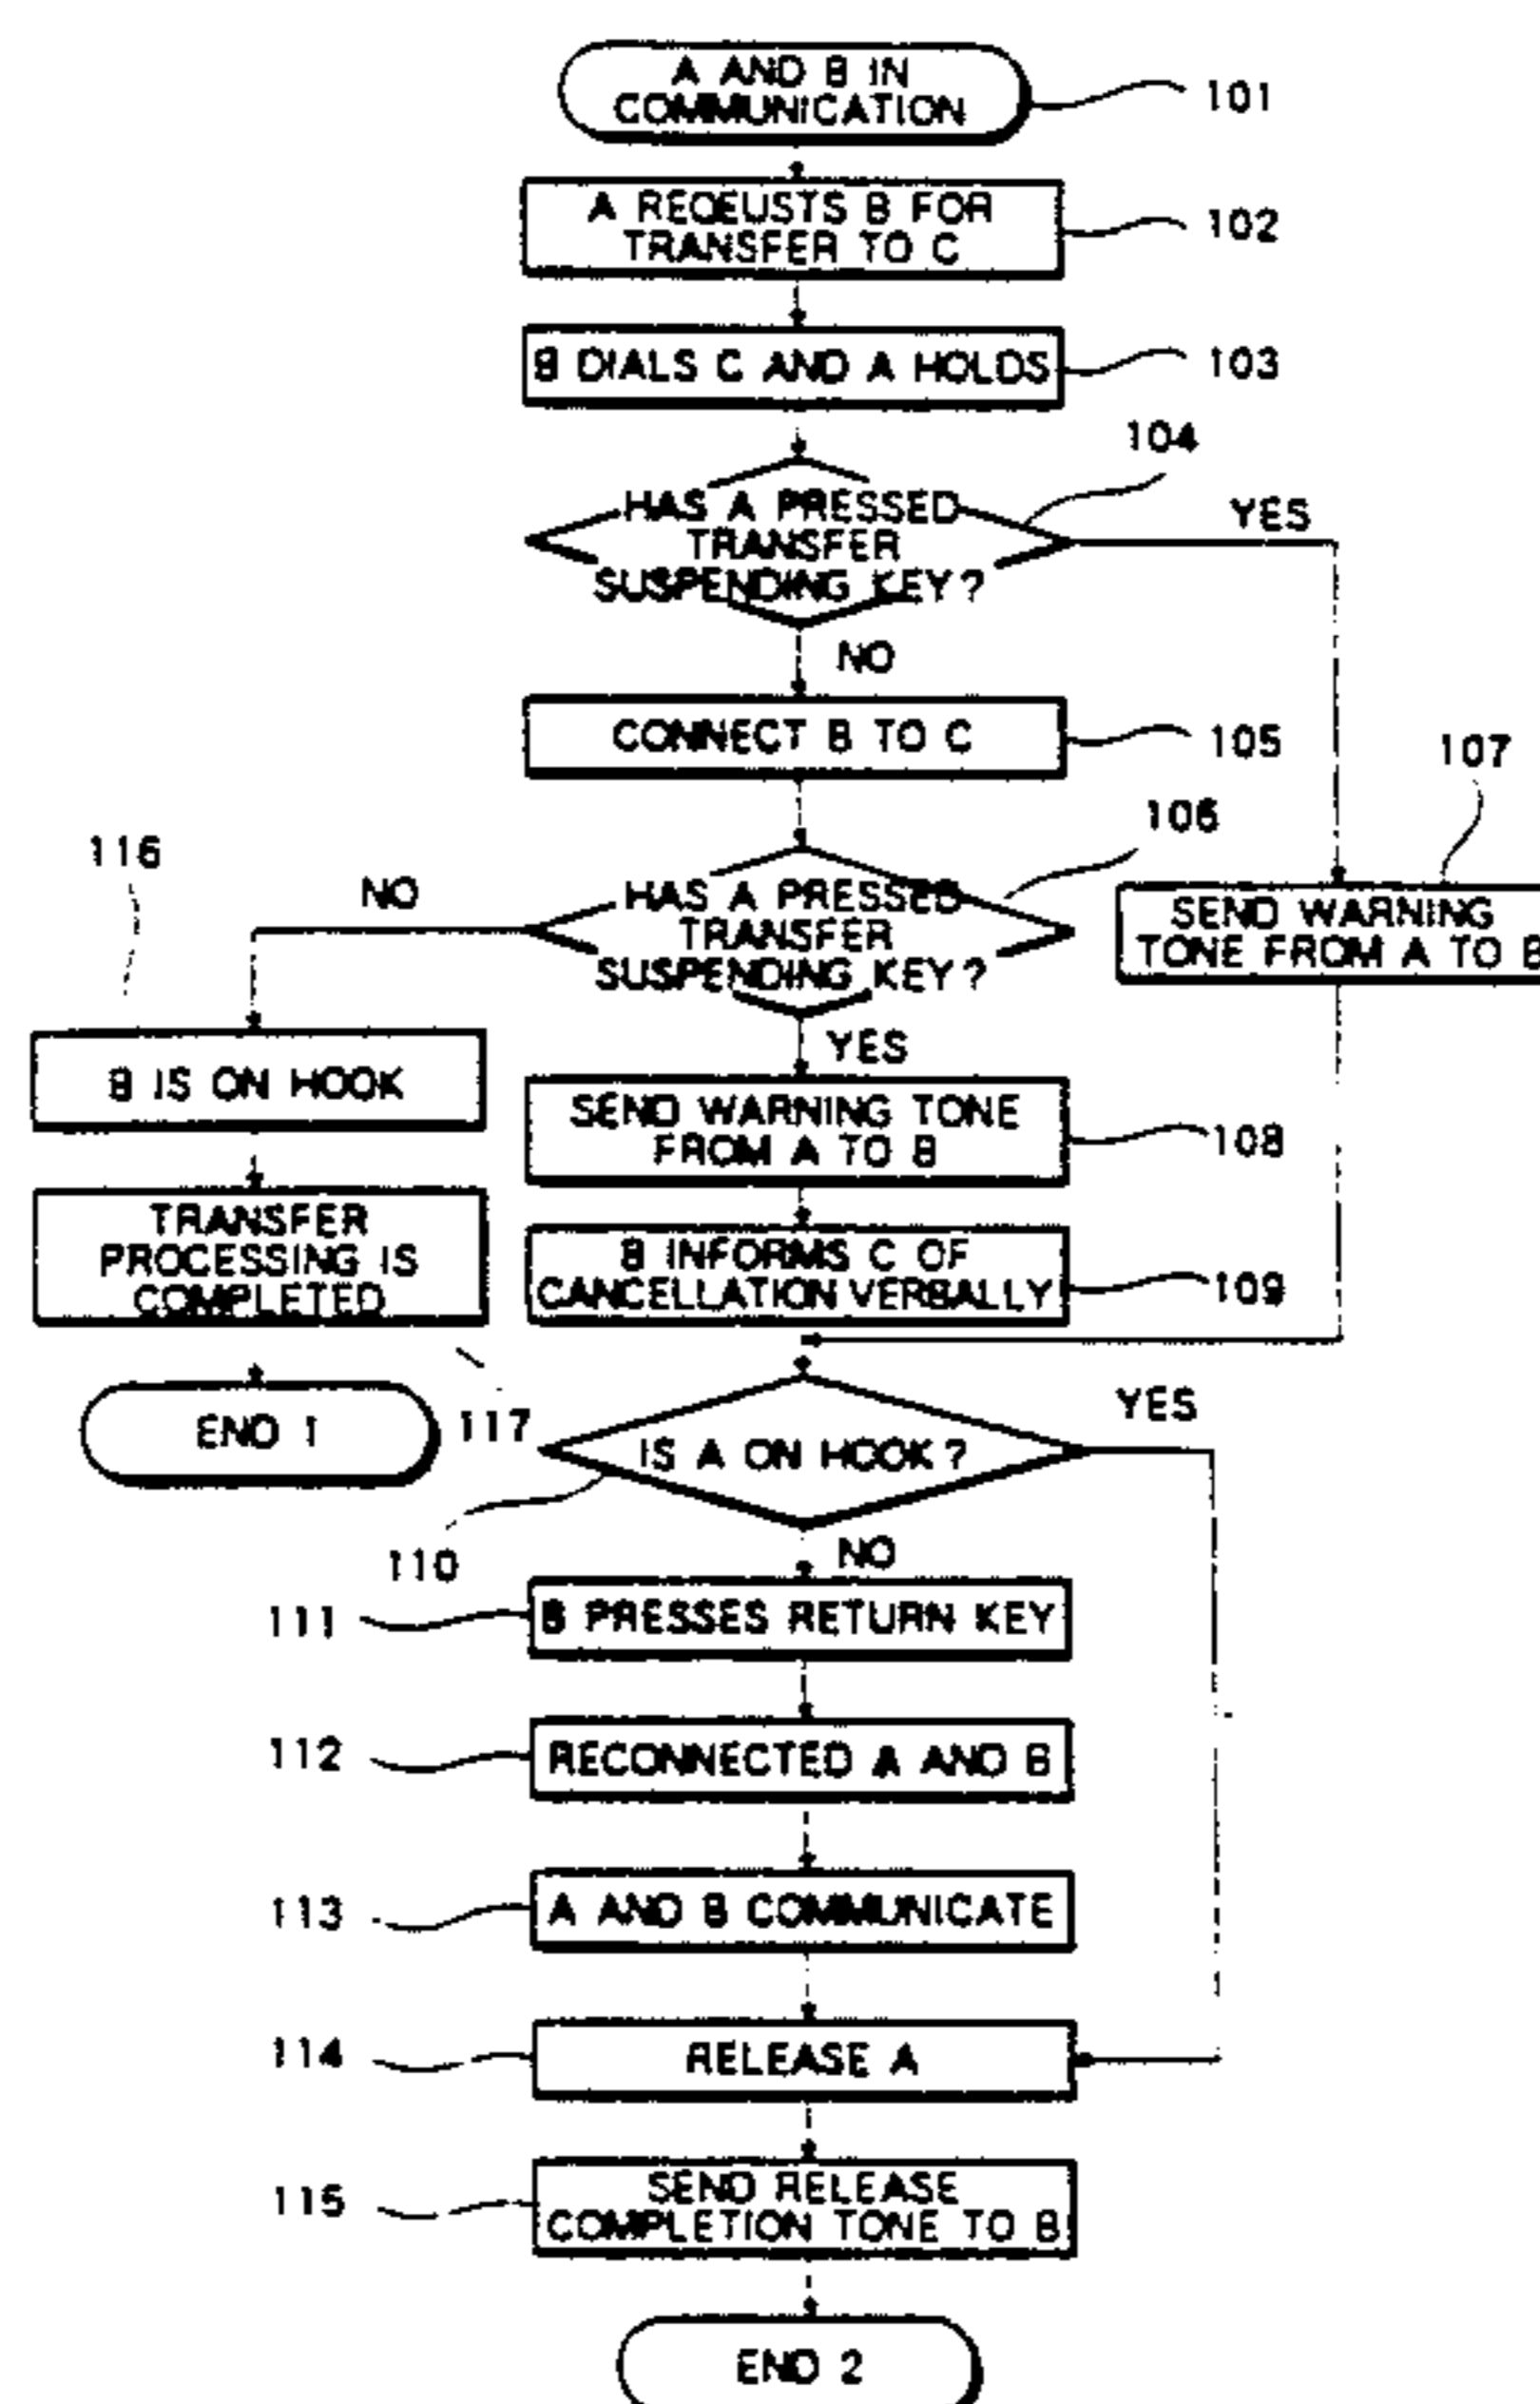 A AND B IN
COMMUNICATION
101
A REQEUSTS B FOR
TRANSFER TO C
102
B DIALS C AND A HOLDS
103
104
HAS A PRESSED
TRANSFER
SUSPENDING KEY?
YES
NO
CONNECT B TO C
105
107
106
116
NO
HAS A PRESSED
TRANSFER
SUSPENDING KEY?
SEND WARNING
TONE FROM A TO B
YES
B IS ON HOOK
SEND WARNING TONE
FROM A TO B
108
TRANSFER
PROCESSING IS
COMPLETED
B INFORMS C OF
CANCELLATION VERBALLY
109
END 1
117
YES
IS A ON HOOK?
110
NO
111
B PRESSES RETURN KEY
112
RECONNECTED A AND B
113
A AND B COMMUNICATE
114
RELEASE A
115
SEND RELEASE
COMPLETION TONE TO B
END 2